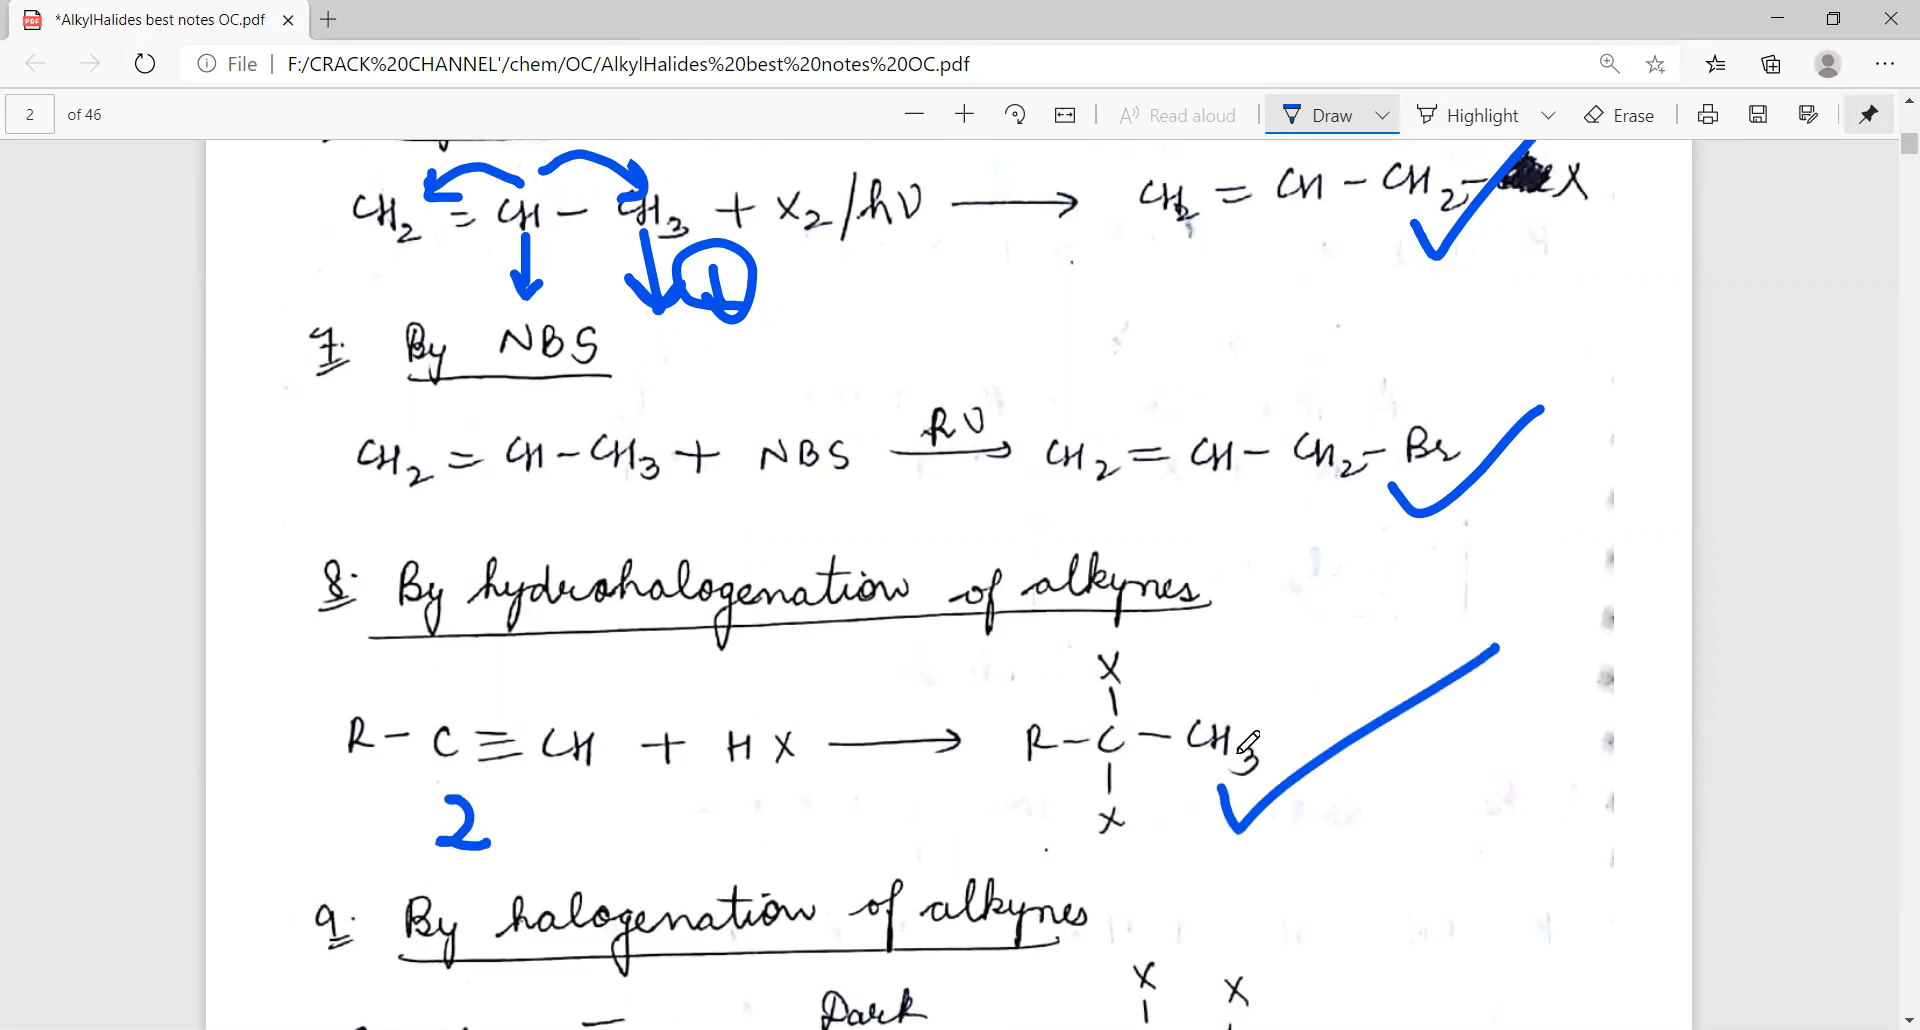 *AlkylHalides best notes OC.pdf
File | F:/CRACK%20CHANNEL'/chem/OC/AlkylHalides%20best%20notes%20OC.pdf
2 of 46
Read aloud
Draw
Highlight
Erase
CH₂ = CH - CH₃ + X₂/hν → CH₂ = CH - CH₂ - X
1
7. By NBS
CH₂ = CH - CH₃ + NBS hν → CH₂ = CH - CH₂ - Br
8. By hydrohalogenation of alkynes
X
R - C ≡ CH + HX → R - C - CH₃
X
2
9. By halogenation of alkynes
X
X
Dark